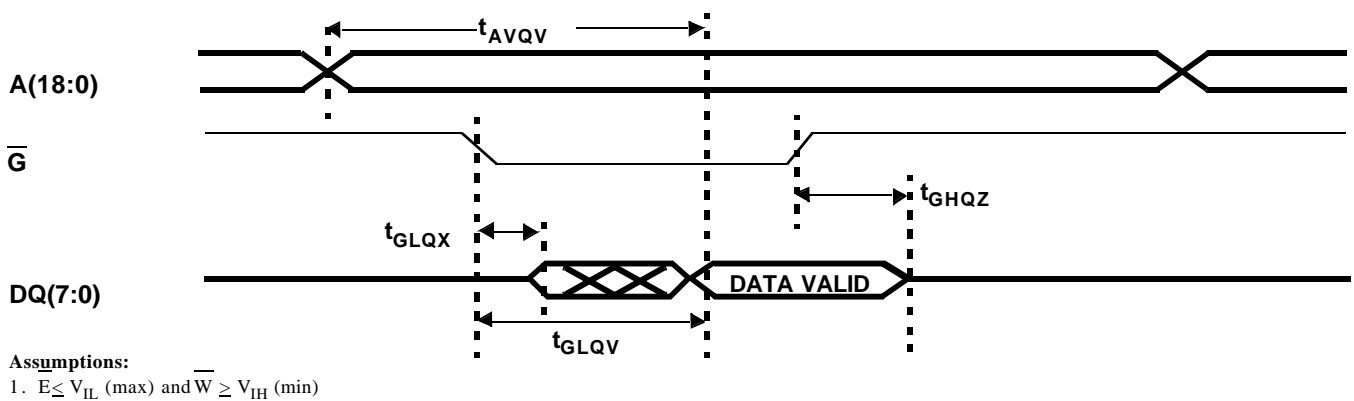 tAVQV
A(18:0)
G̅
tGHQZ
tGLQX
DQ(7:0)
DATA VALID
tGLQV
Assumptions:
1. E̅ ≤ VIL (max) and W̅ ≥ VIH (min)